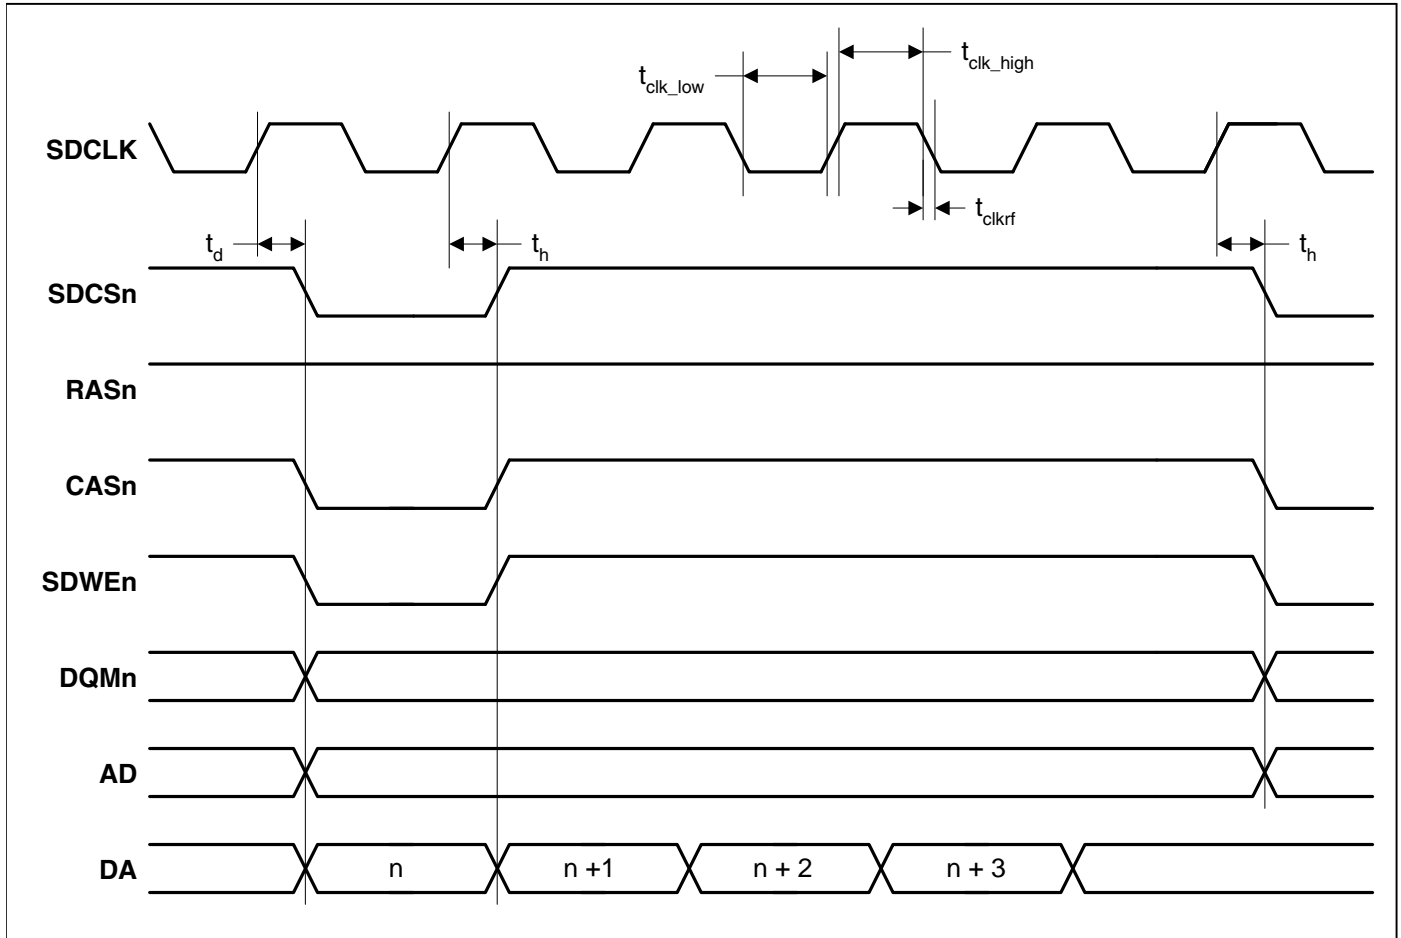 t_clk_high
t_clk_low
SDCLK
t_clkrf
t_d
t_h
t_h
SDCSn
RASn
CASn
SDWEn
DQMn
AD
DA
n
n +1
n + 2
n + 3